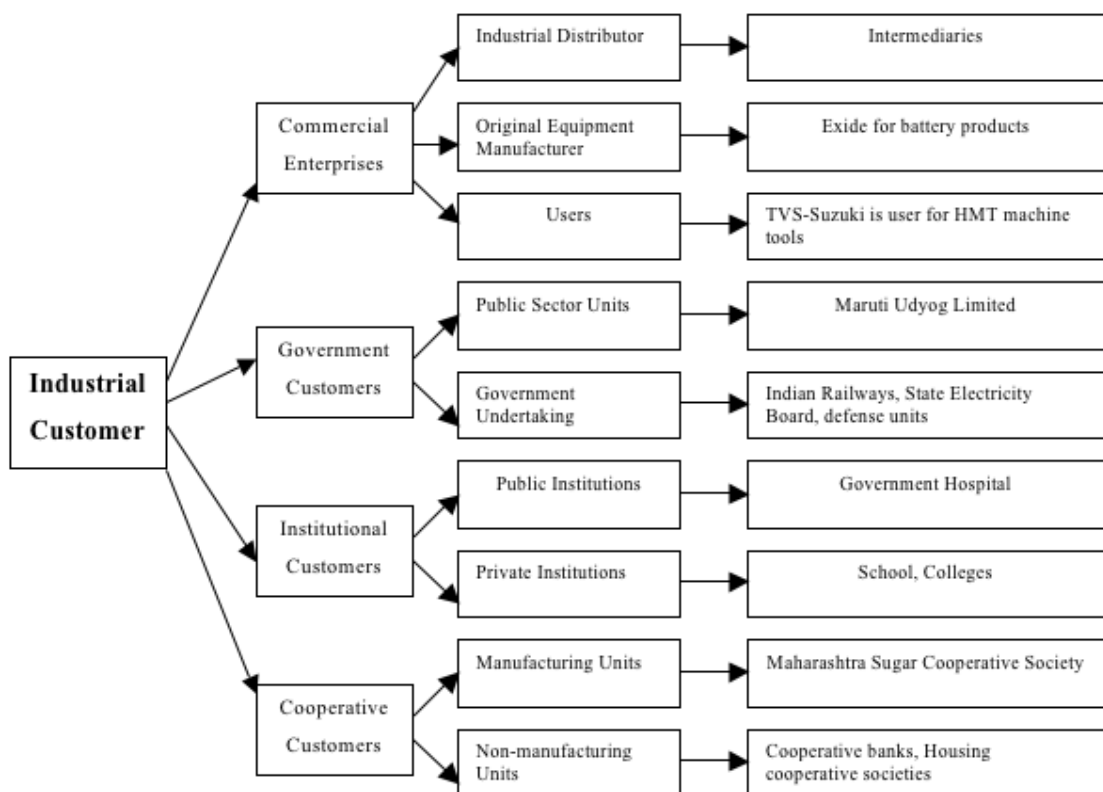 Industrial
Customer
Commercial
Enterprises
Industrial Distributor
Intermediaries
Original Equipment
Manufacturer
Exide for battery products
Users
TVS-Suzuki is user for HMT machine
tools
Government
Customers
Public Sector Units
Maruti Udyog Limited
Government
Undertaking
Indian Railways, State Electricity
Board, defense units
Institutional
Customers
Public Institutions
Government Hospital
Private Institutions
School, Colleges
Cooperative
Customers
Manufacturing Units
Maharashtra Sugar Cooperative Society
Non-manufacturing
Units
Cooperative banks, Housing
cooperative societies